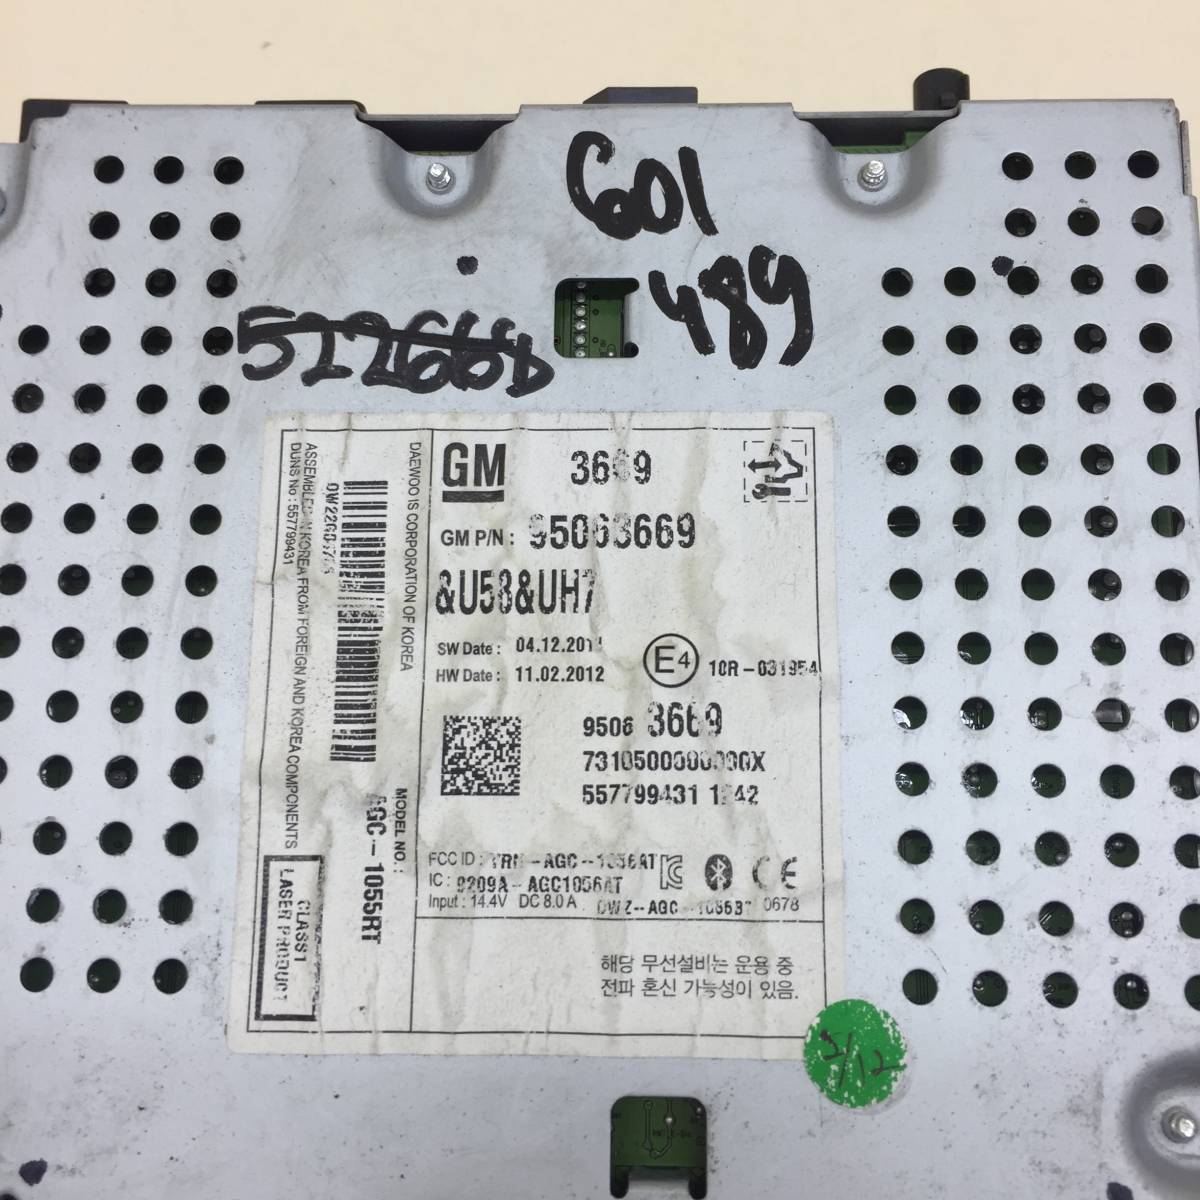 601
489
GM 3669
GM P/N : 95063669
&U58&UH7
SW Date : 04.12.201
HW Date : 11.02.2012
E4 10R-031954
9506 3669
557799431
FCC ID :
IC : 9209A-AGC1056AT
Input : 14.4V DC 8.0 A
CE
0678
해당 무선설비는 운용 중
전파 혼신 가능성이 있음.
DAEWOO IS CORPORATION OF KOREA
MODEL NO. :
AGC-1055RT
ASSEMBLED IN KOREA FROM FOREIGN AND KOREA COMPONENTS
DUNS No : 557799431
CLASS1
LASER PRODUCT
2/12